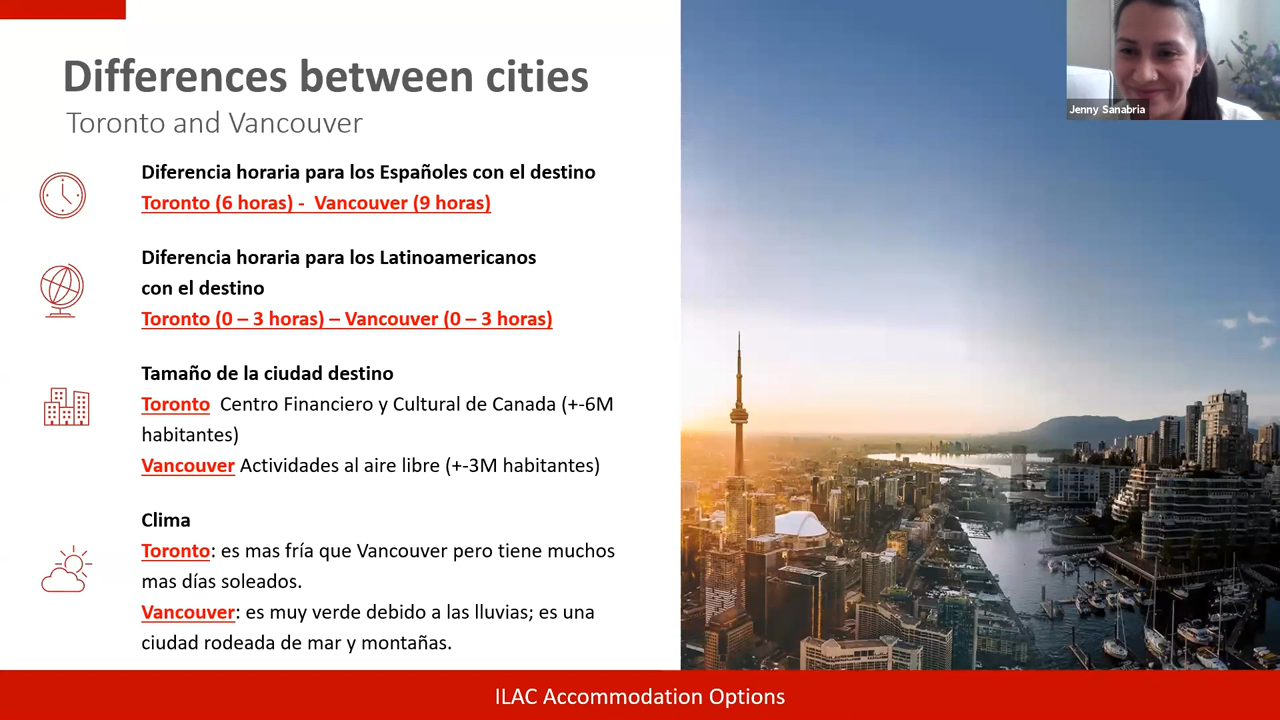 Differences between cities
Toronto and Vancouver
Diferencia horaria para los Españoles con el destino
Toronto (6 horas) -  Vancouver (9 horas)
Diferencia horaria para los Latinoamericanos
con el destino
Toronto (0 – 3 horas) – Vancouver (0 – 3 horas)
Tamaño de la ciudad destino
Toronto  Centro Financiero y Cultural de Canada (+-6M
habitantes)
Vancouver Actividades al aire libre (+-3M habitantes)
Clima
Toronto: es mas fría que Vancouver pero tiene muchos
mas días soleados.
Vancouver: es muy verde debido a las lluvias; es una
ciudad rodeada de mar y montañas.
Jenny Sanabria
ILAC Accommodation Options